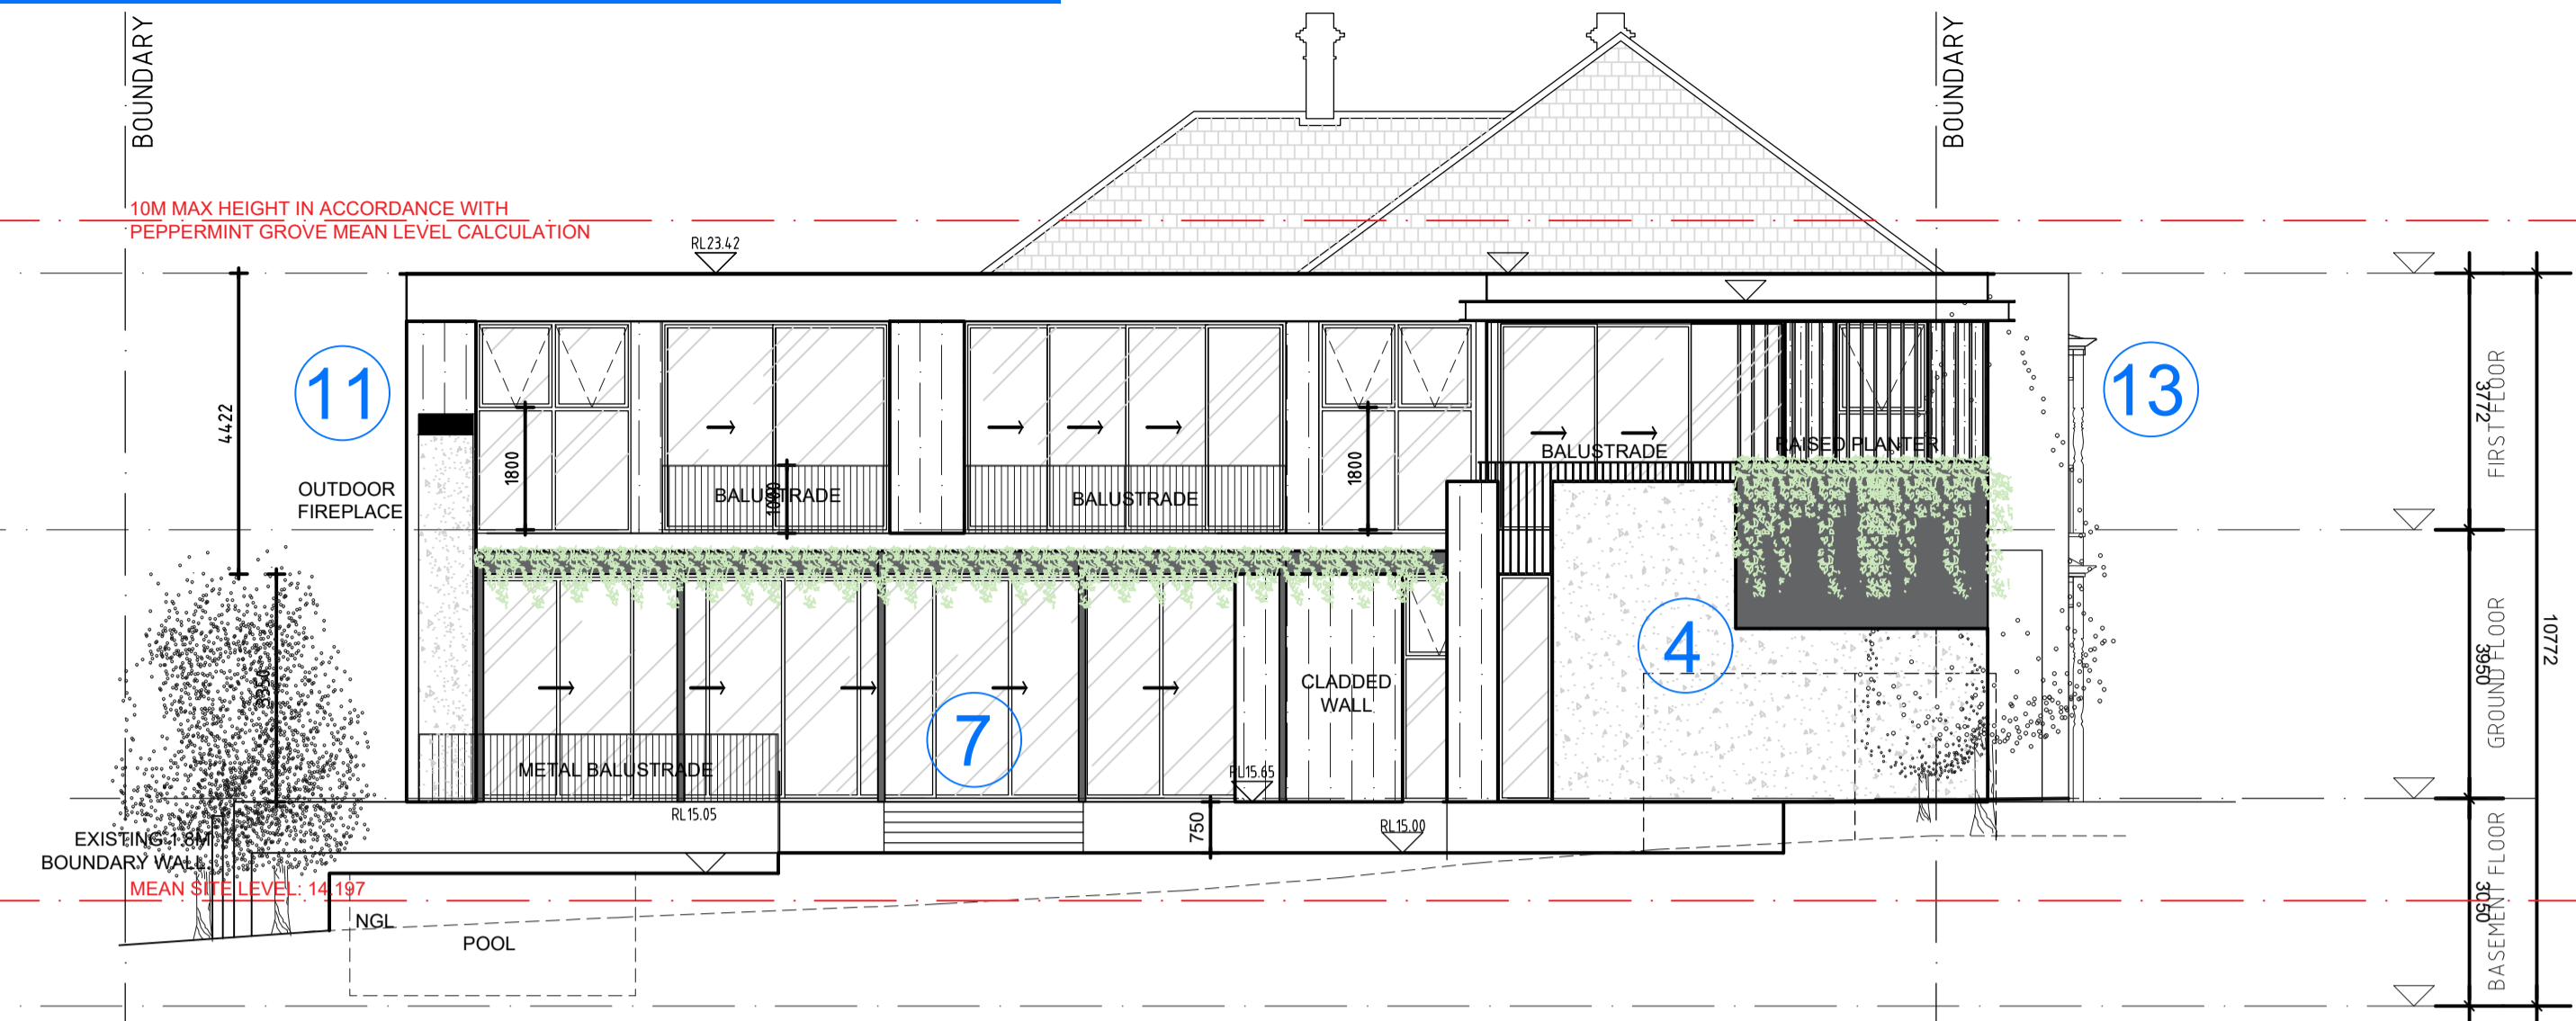 BOUNDARY
BOUNDARY
10M MAX HEIGHT IN ACCORDANCE WITH
PEPPERMINT GROVE MEAN LEVEL CALCULATION
RL23.42
11
13
4422
3772
FIRST FLOOR
OUTDOOR
FIREPLACE
1800
BALUSTRADE
BALUSTRADE
1800
BALUSTRADE
RAISED PLANTER
4
7
CLADDED
WALL
3950
GROUND FLOOR
10772
METAL BALUSTRADE
RL15.65
RL15.05
750
RL15.00
EXISTING 1.8M
BOUNDARY WALL
MEAN SITE LEVEL: 14.197
NGL
POOL
3050
BASEMENT FLOOR